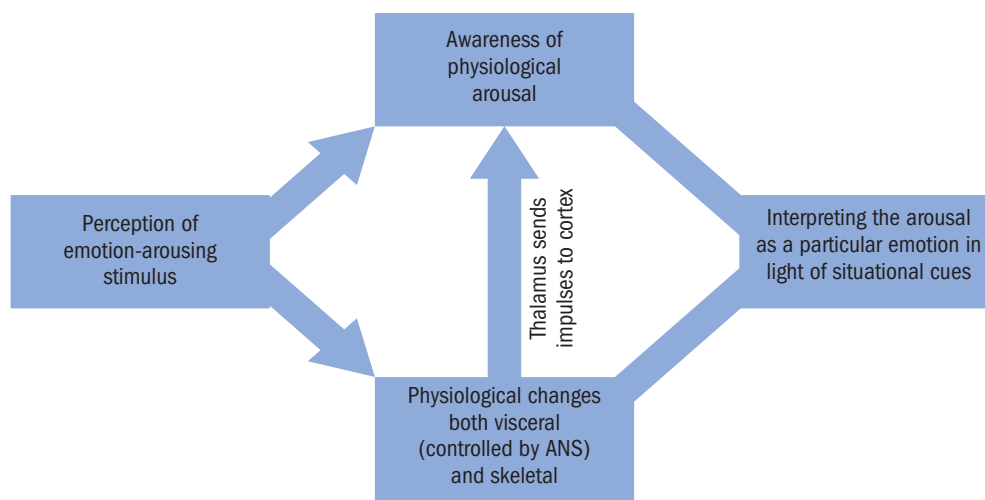 Awareness of
physiological
arousal
Perception of
emotion-arousing
stimulus
Thalamus sends
impulses to cortex
Interpreting the arousal
as a particular emotion in
light of situational cues
Physiological changes
both visceral
(controlled by ANS)
and skeletal